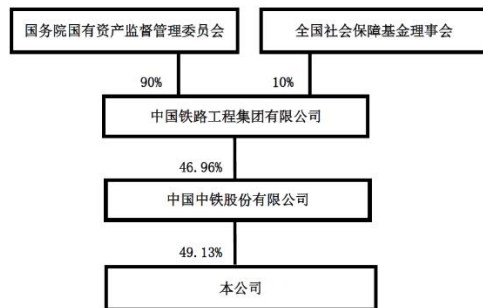 国务院国有资产监督管理委员会
全国社会保障基金理事会
90%
10%
中国铁路工程集团有限公司
46.96%
中国中铁股份有限公司
49.13%
本公司